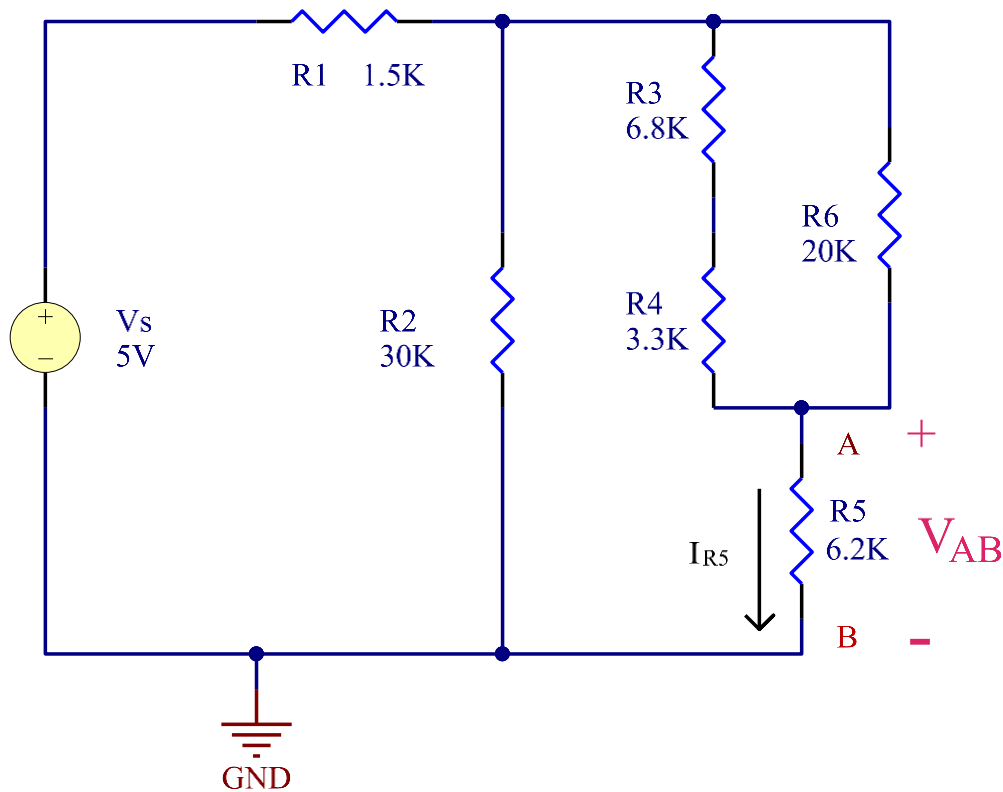 R1 1.5K
R3
6.8K
R6
20K
R4
3.3K
Vs
5V
+
−
R2
30K
A
+
R5
6.2K
VAB
IR5
B
-
GND